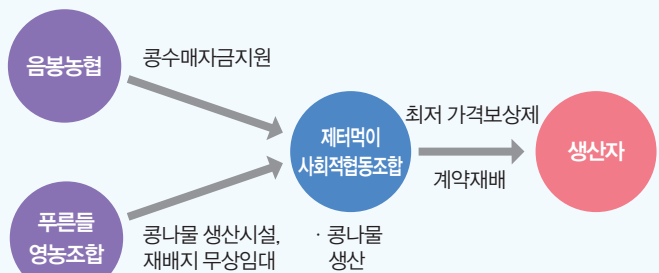 음봉농협
콩수매자금지원
제터먹이
사회적협동조합
최저 가격보상제
계약재배
생산자
푸른들
영농조합
콩나물 생산시설,
재배지 무상임대
· 콩나물
생산